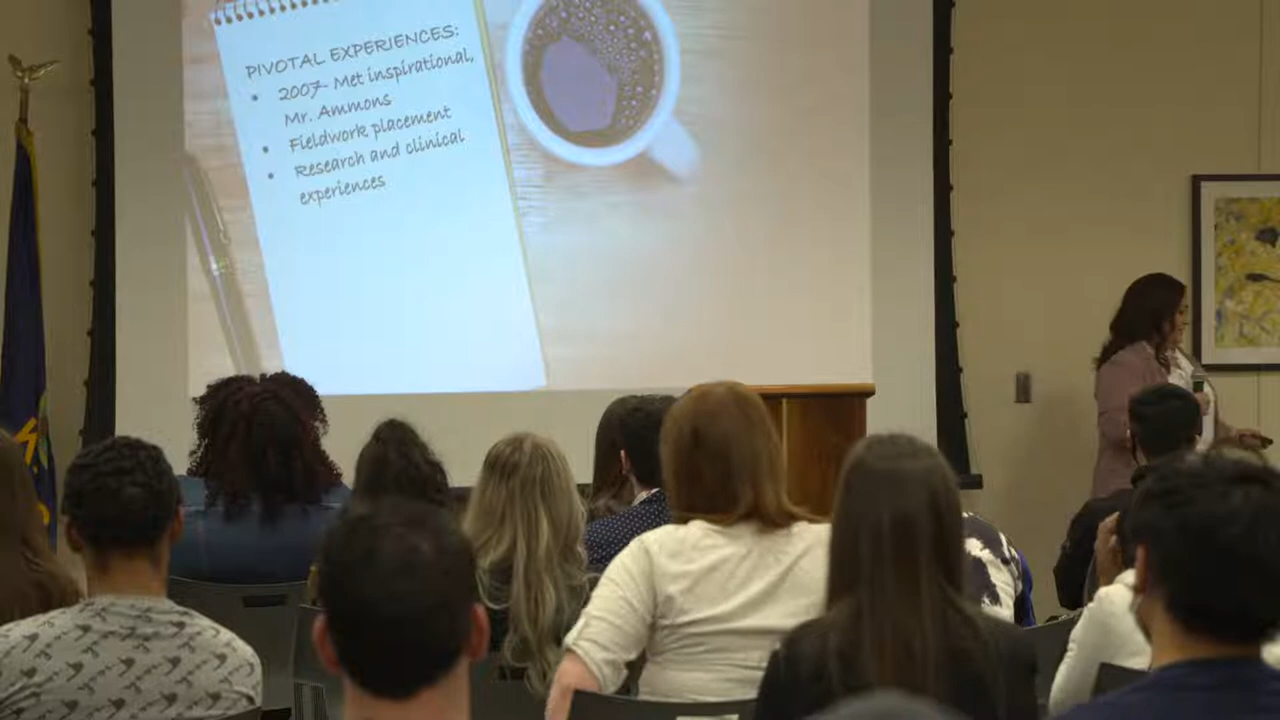 PIVOTAL EXPERIENCES:
• 2007- Met inspirational,
Mr. Ammons
• Fieldwork placement
• Research and clinical
experiences